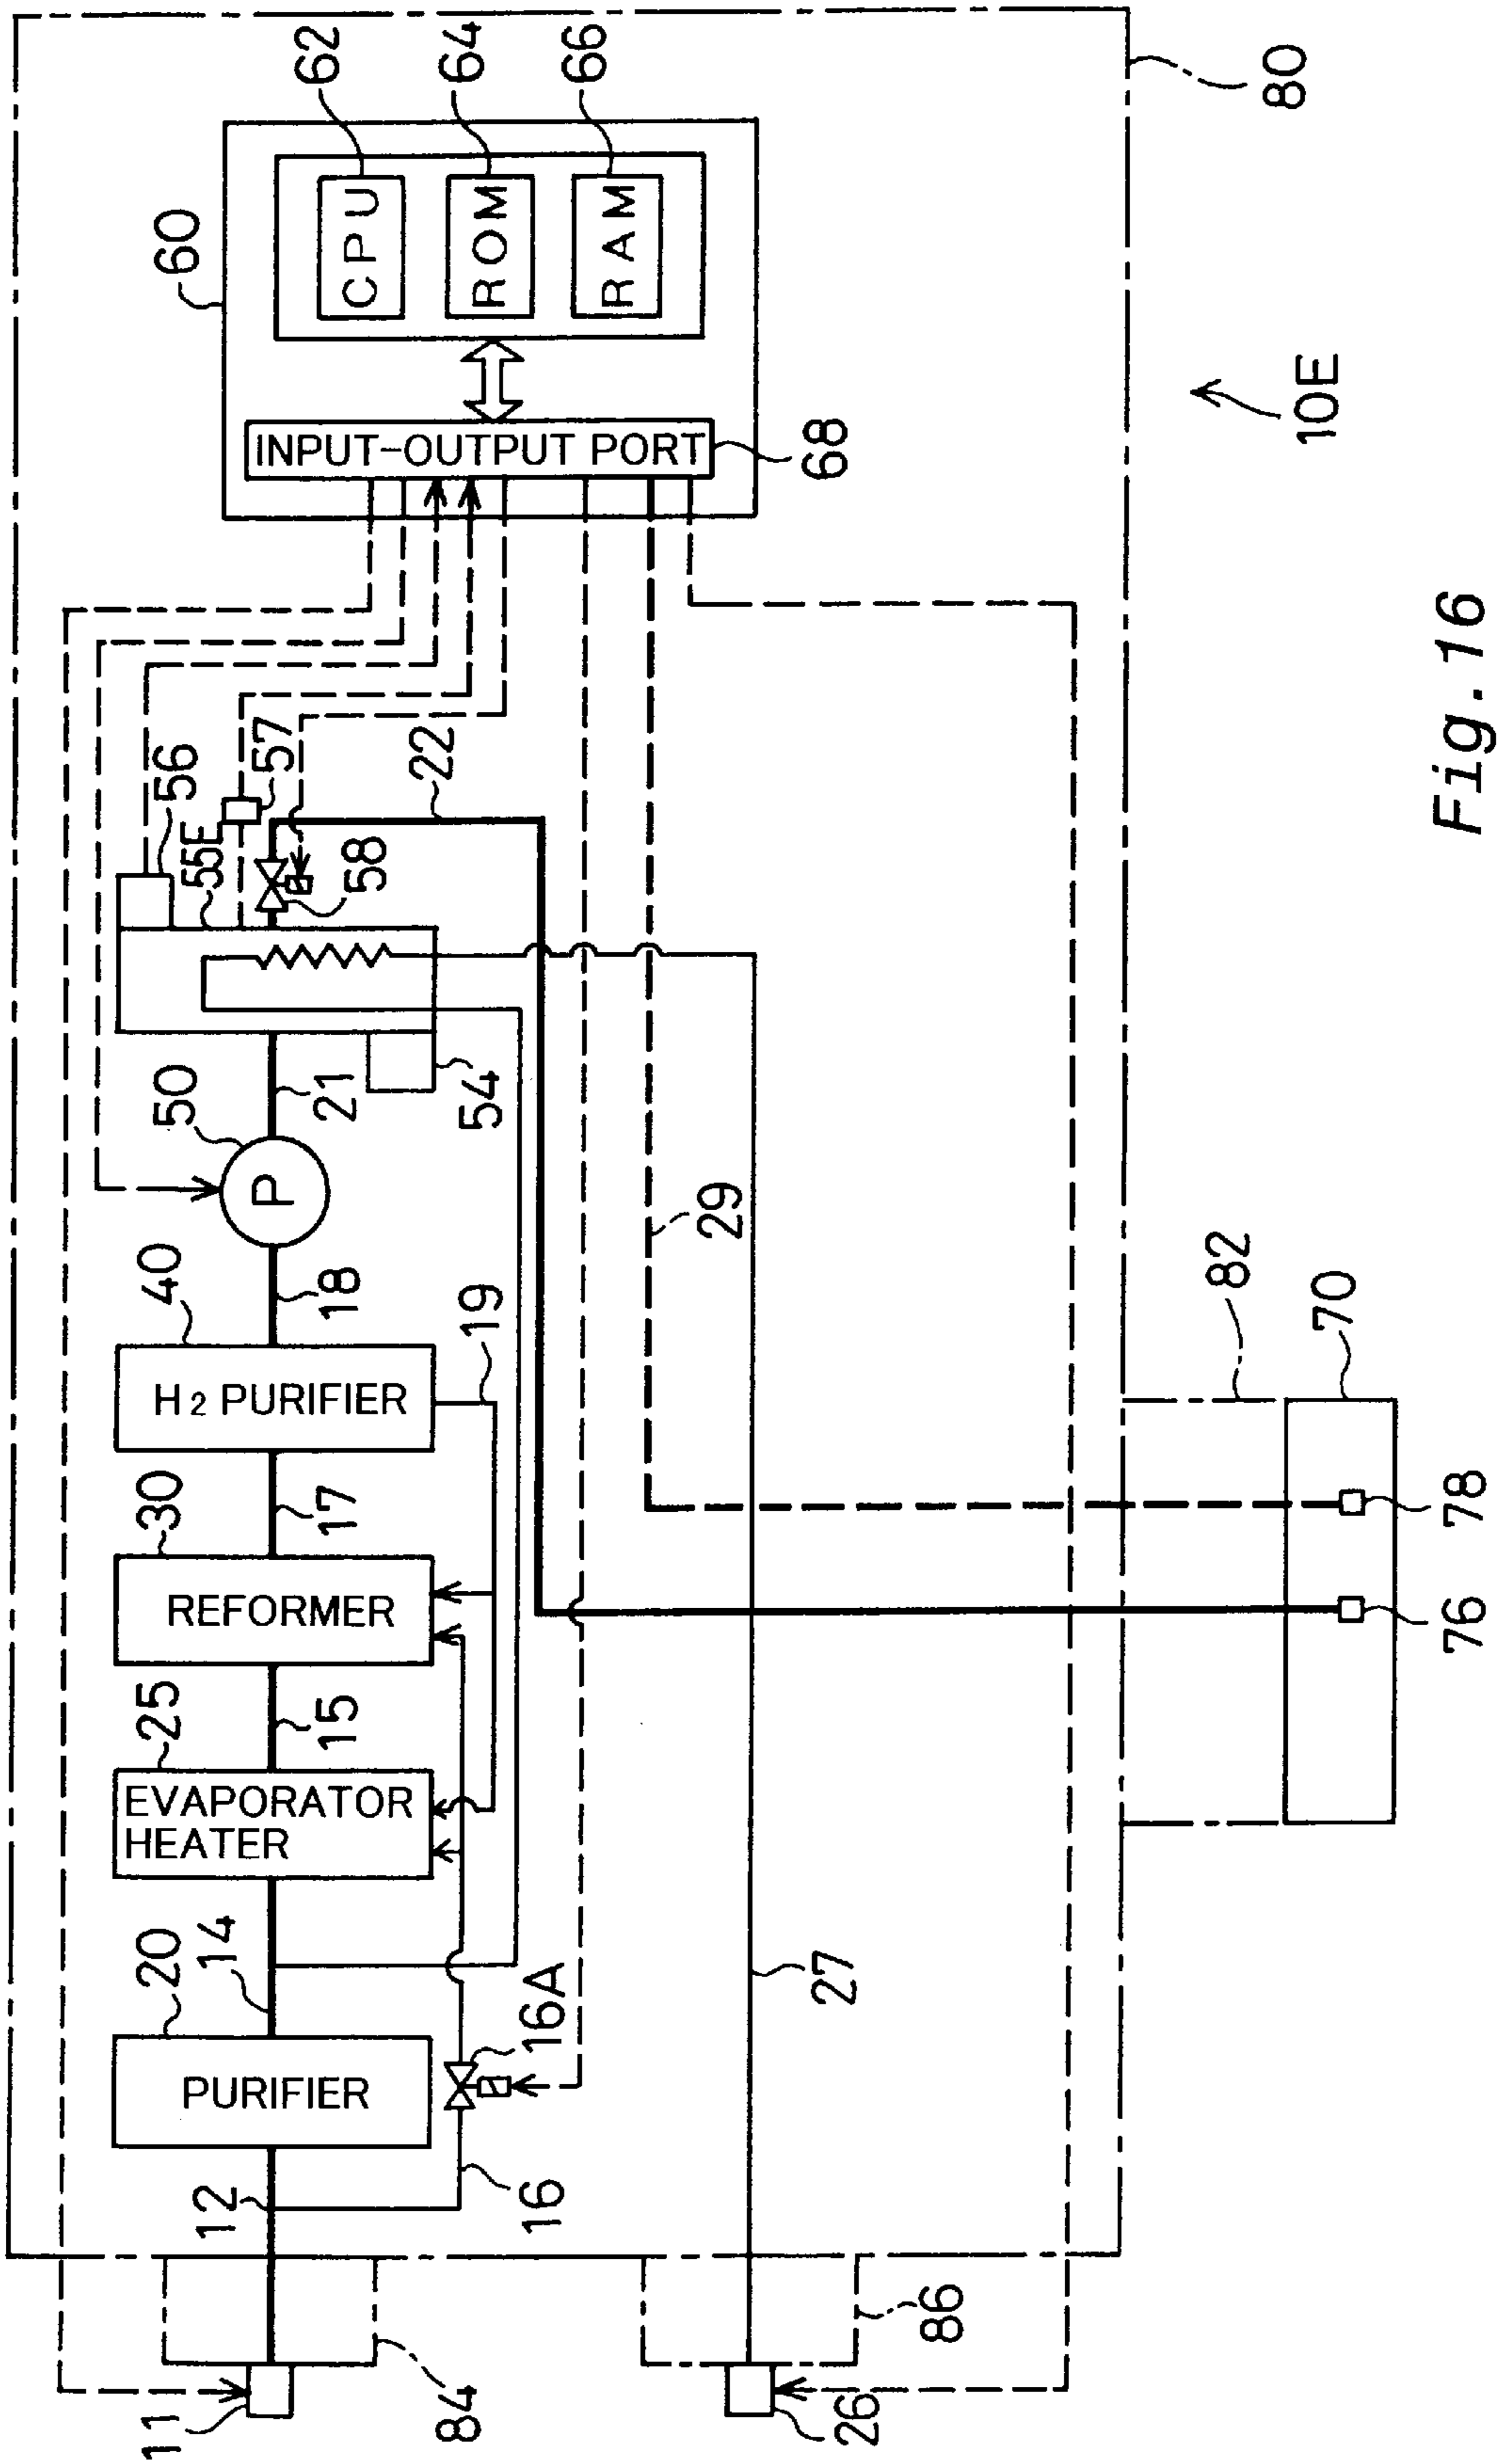 60
62
64
66
CPU
ROM
RAM
INPUT-OUTPUT PORT
68
80
10E
56
57
55E
58
22
50
P
21
54
40
H2 PURIFIER
18
19
29
30
REFORMER
17
82
70
78
76
25
EVAPORATOR
HEATER
15
20
PURIFIER
14
16A
27
12
16
11
84
86
26
Fig.16